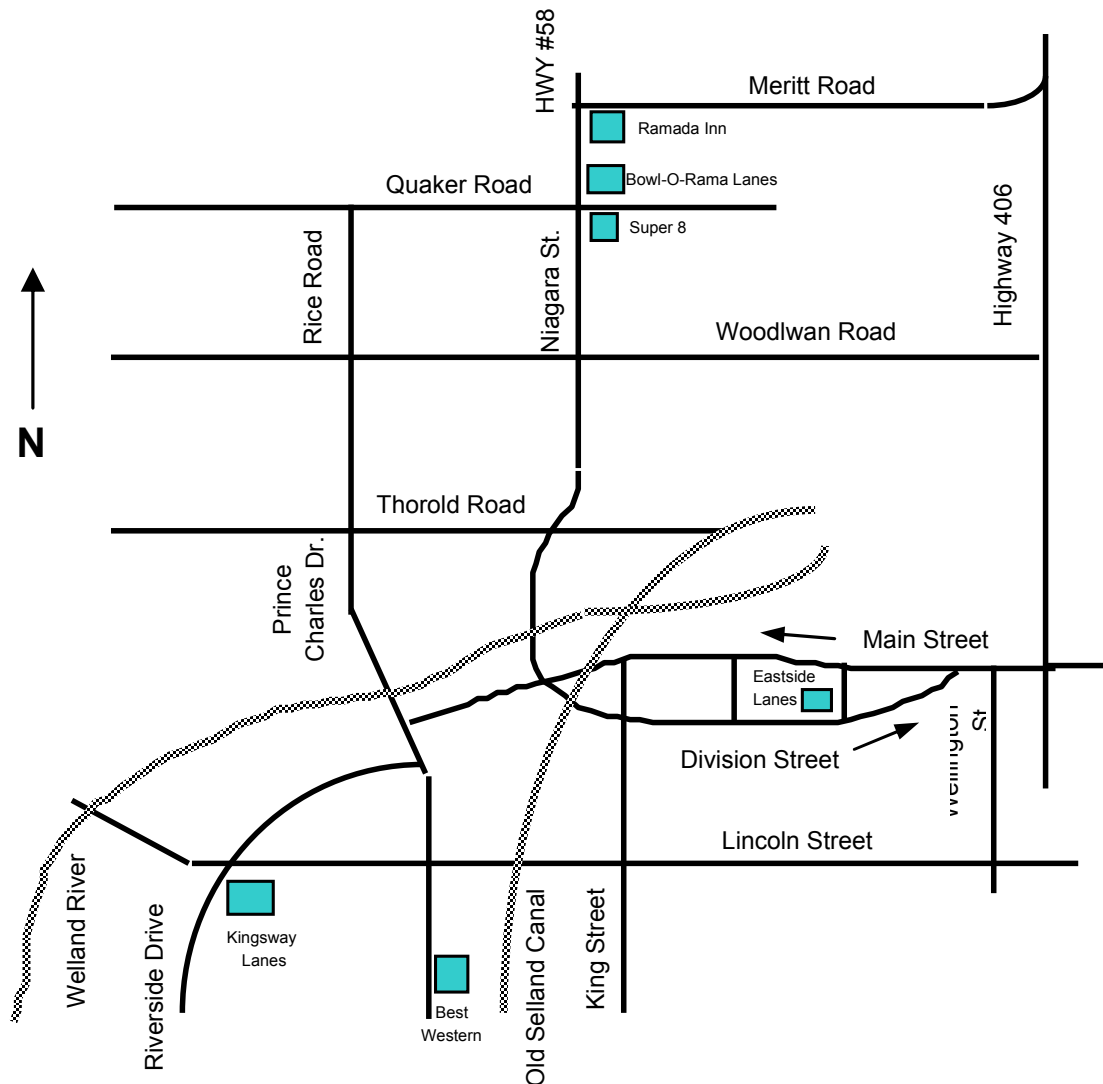 HWY #58
Meritt Road
Ramada Inn
Bowl-O-Rama Lanes
Quaker Road
Super 8
Highway 406
Rice Road
Niagara St.
Woodlwan Road
N
Thorold Road
Prince
Charles Dr.
Main Street
Eastside
Lanes
Wellington
St
Division Street
Lincoln Street
Welland River
Riverside Drive
Kingsway
Lanes
Old Selland Canal
King Street
Best
Western